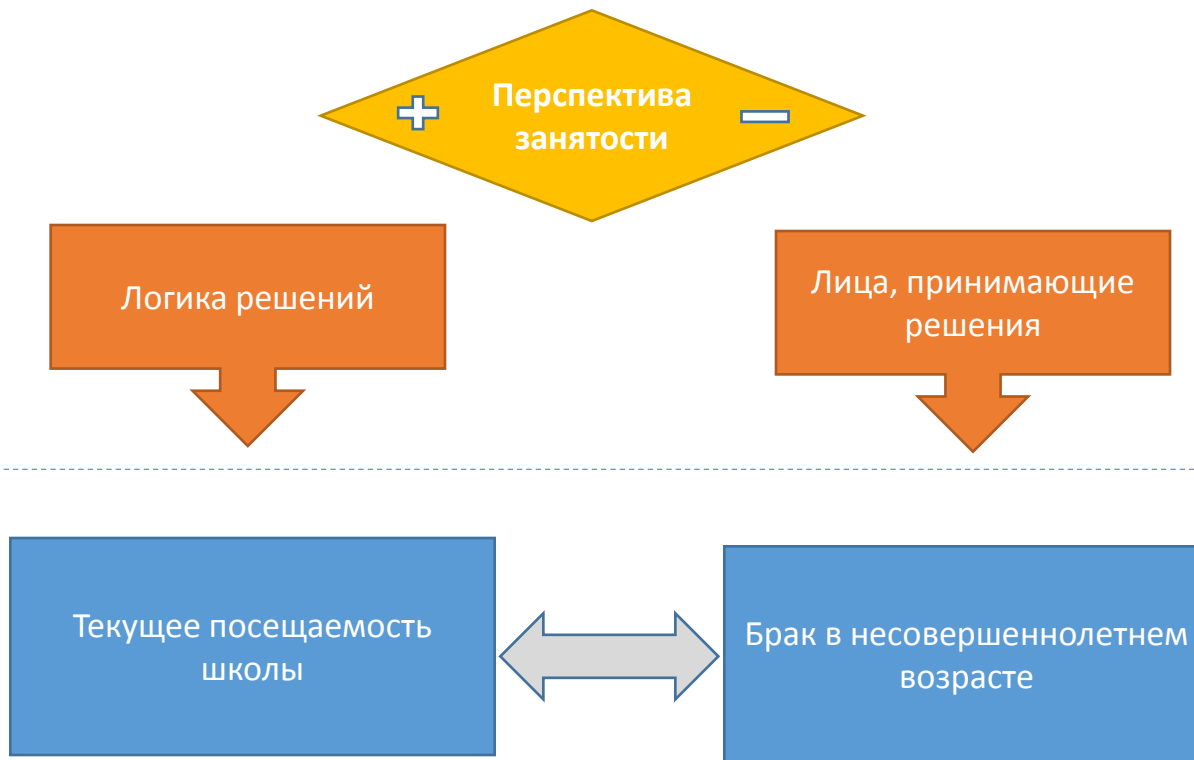 Перспектива
занятости
Логика решений
Лица, принимающие
решения
Текущее посещаемость
школы
Брак в несовершеннолетнем
возрасте